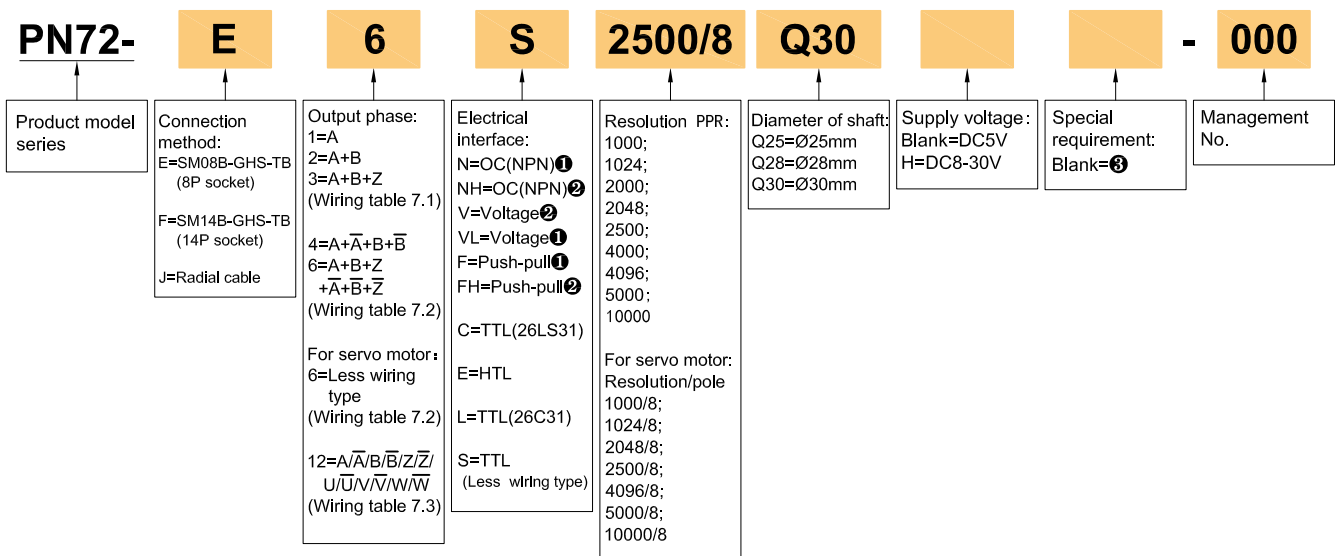 PN72- E 6 S 2500/8 Q30 - 000
Product model
series
Connection
method:
E=SM08B-GHS-TB
(8P socket)
F=SM14B-GHS-TB
(14P socket)
J=Radial cable
Output phase:
1=A
2=A+B
3=A+B+Z
(Wiring table 7.1)
4=A+A̅+B+B̅
6=A+B+Z
+A̅+B̅+Z̅
(Wiring table 7.2)
For servo motor:
6=Less wiring
type
(Wiring table 7.2)
12=A/A̅/B/B̅/Z/Z̅/
U/U̅/V/V̅/W/W̅
(Wiring table 7.3)
Electrical
interface:
N=OC(NPN)❶
NH=OC(NPN)❷
V=Voltage❷
VL=Voltage❶
F=Push-pull❶
FH=Push-pull❷
C=TTL(26LS31)
E=HTL
L=TTL(26C31)
S=TTL
(Less wiring type)
Resolution PPR:
1000;
1024;
2000;
2048;
2500;
4000;
4096;
5000;
10000
For servo motor:
Resolution/pole
1000/8;
1024/8;
2048/8;
2500/8;
4096/8;
5000/8;
10000/8
Diameter of shaft:
Q25=Ø25mm
Q28=Ø28mm
Q30=Ø30mm
Supply voltage:
Blank=DC5V
H=DC8-30V
Special
requirement:
Blank=❸
Management
No.